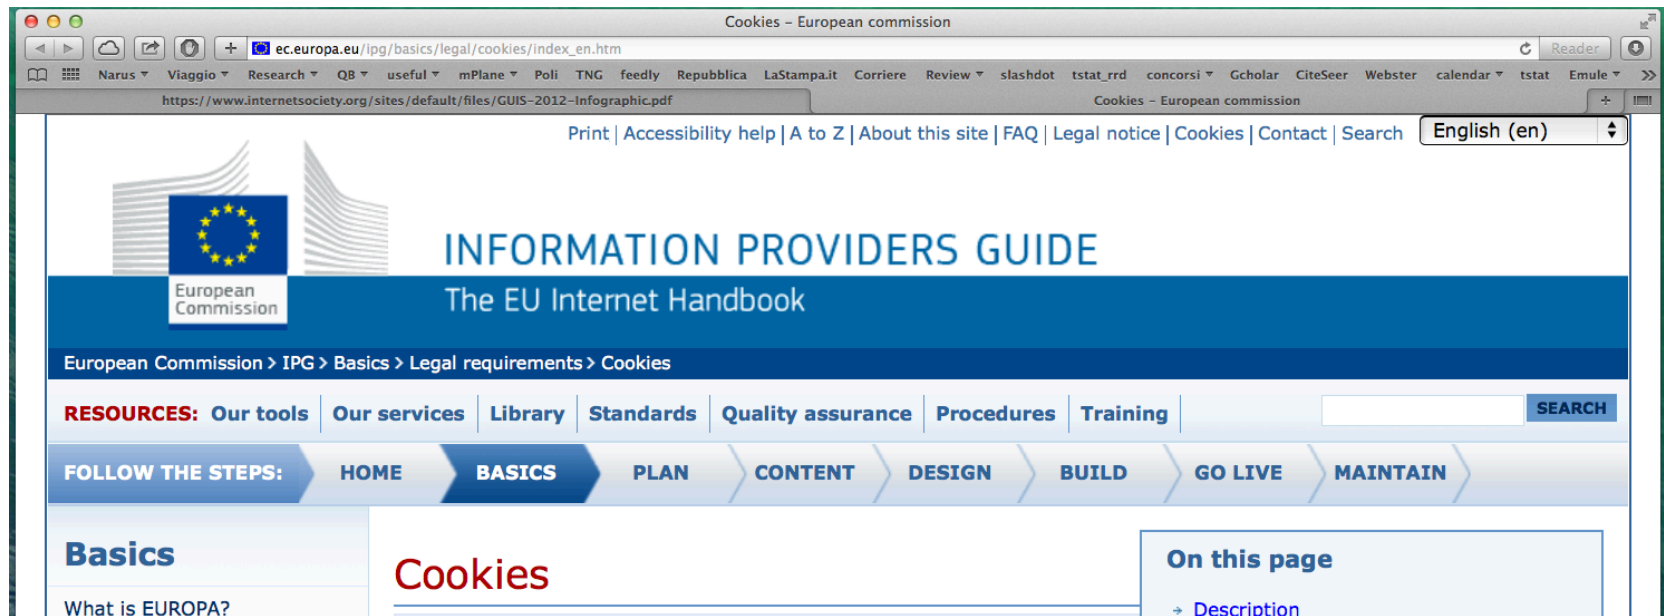 Cookies – European commission
ec.europa.eu/ipg/basics/legal/cookies/index_en.htm
Reader
Narus Viaggio Research QB useful mPlane Poli TNG feedly Repubblica LaStampa.it Corriere Review slashdot tstat_rrd concorsi Gcholar CiteSeer Webster calendar tstat Emule
https://www.internetsociety.org/sites/default/files/GUIS-2012-Infographic.pdf
Cookies – European commission
Print | Accessibility help | A to Z | About this site | FAQ | Legal notice | Cookies | Contact | Search English (en)
INFORMATION PROVIDERS GUIDE
The EU Internet Handbook
European
Commission
European Commission > IPG > Basics > Legal requirements > Cookies
RESOURCES: Our tools Our services Library Standards Quality assurance Procedures Training SEARCH
FOLLOW THE STEPS: HOME BASICS PLAN CONTENT DESIGN BUILD GO LIVE MAINTAIN
Basics
What is EUROPA?
Cookies
On this page
Description